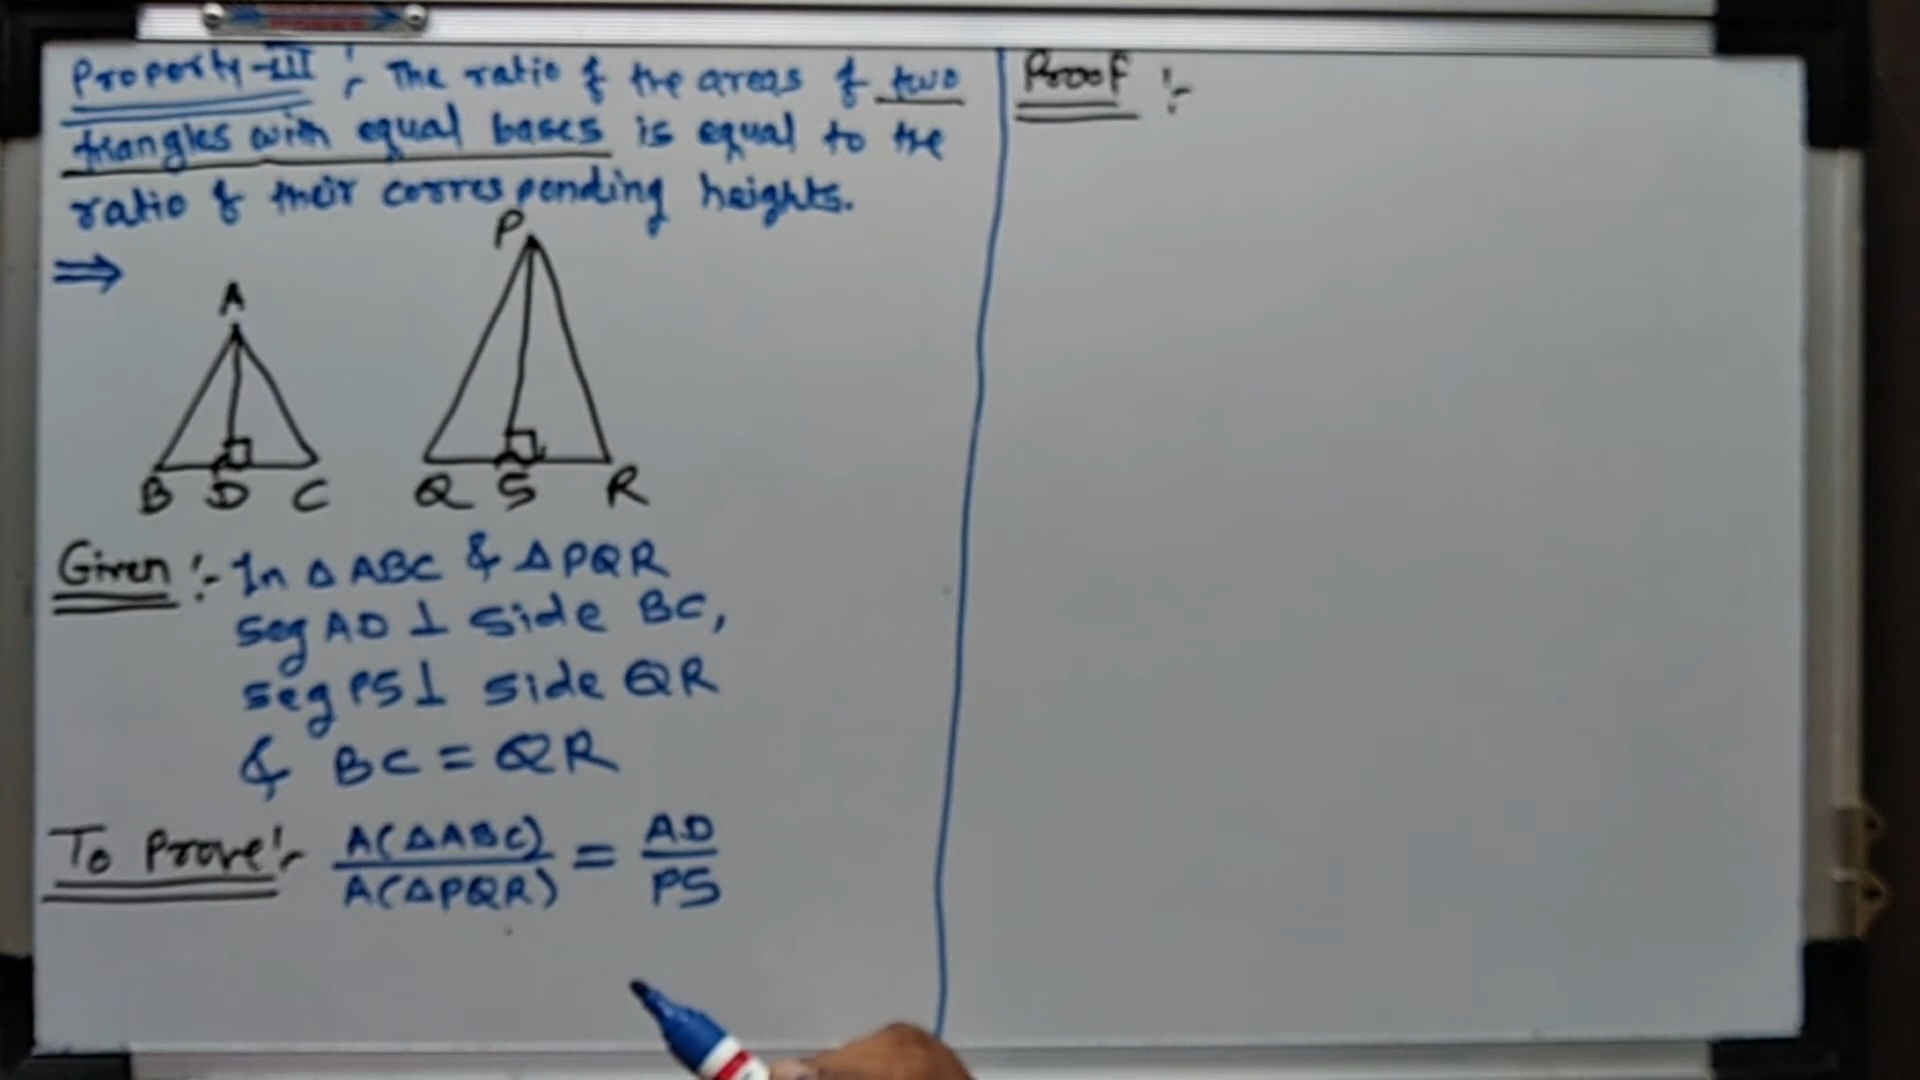 Property-III :- The ratio of the areas of two
triangles with equal bases is equal to the
ratio of their corresponding heights.
⇒
P
A
B D C
Q S R
Given :- In △ABC & △PQR
seg AD ⊥ side BC,
seg PS ⊥ side QR
& BC = QR
To Prove :- A(△ABC)/A(△PQR) = AD/PS
Proof :-